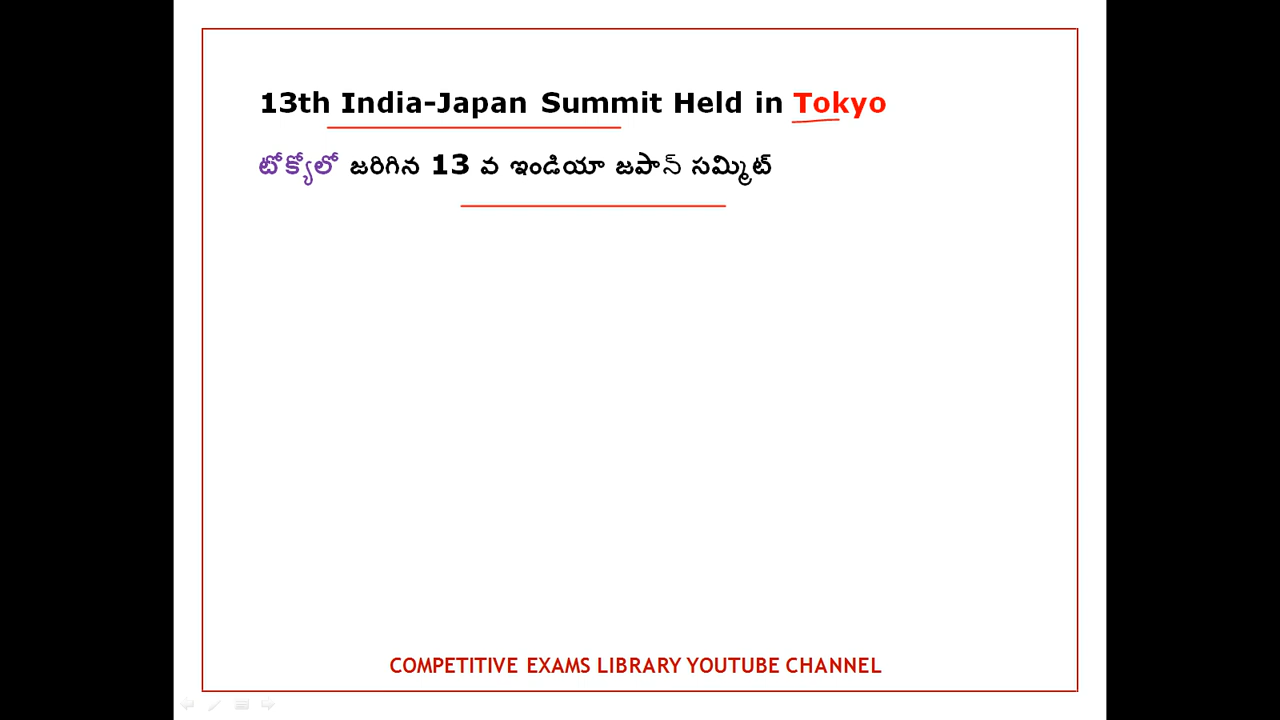 13th India-Japan Summit Held in Tokyo
టోక్యోలో జరిగిన 13 వ ఇండియా జపాన్ సమ్మిట్
COMPETITIVE EXAMS LIBRARY YOUTUBE CHANNEL